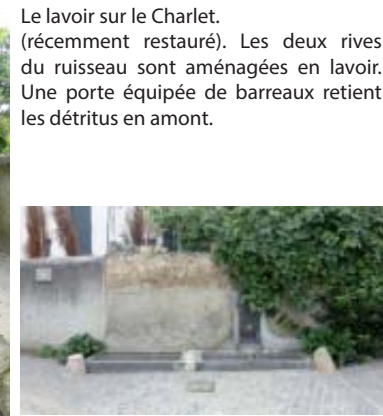 Le lavoir sur le Charlet.
(récemment restauré). Les deux rives
du ruisseau sont aménagées en lavoir.
Une porte équipée de barreaux retient
les détritus en amont.